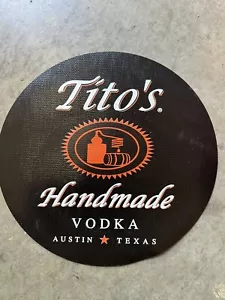 Tito's®
Handmade
VODKA
AUSTIN ★ TEXAS